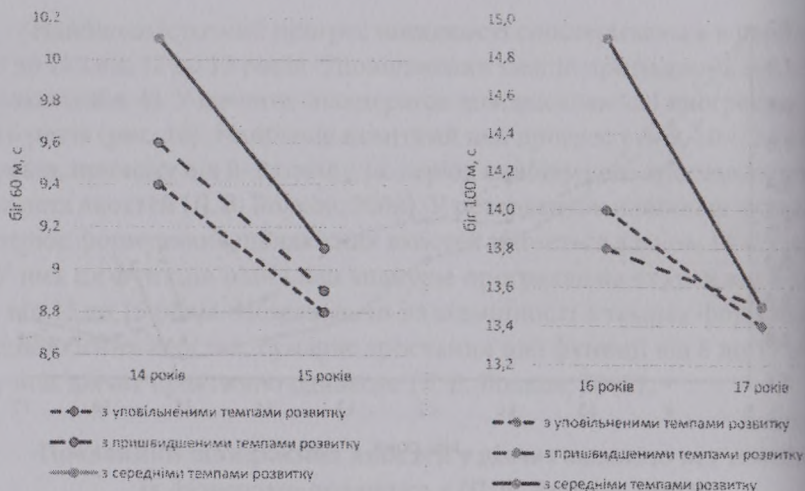 біг 60 м, с
10,2
10
9,8
9,6
9,4
9,2
9
8,8
8,6
14 років
15 років
з уповільненими темпами розвитку
з пришвидшеними темпами розвитку
з середніми темпами розвитку
біг 100 м, с
15,0
14,8
14,6
14,4
14,2
14,0
13,8
13,6
13,4
13,2
16 років
17 років
з уповільненими темпами розвитку
з пришвидшеними темпами розвитку
з середніми темпами розвитку